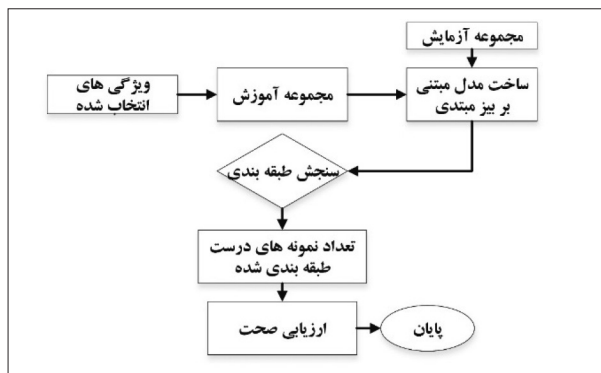 مجموعه آزمایش
ویژگی های
انتخاب شده
مجموعه آموزش
ساخت مدل مبتنی
بر بیز مبتدی
سنجش طبقه بندی
تعداد نمونه های درست
طبقه بندی شده
ارزیابی صحت
پایان